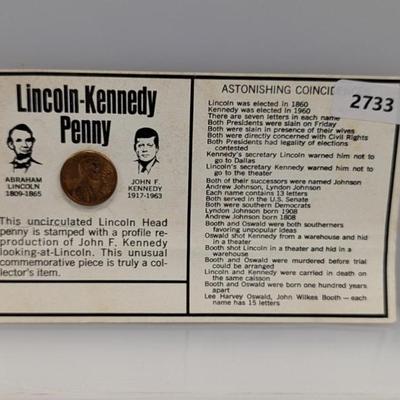 Lincoln-Kennedy
Penny
ABRAHAM
LINCOLN
1809-1865
JOHN F.
KENNEDY
1917-1963
This uncirculated Lincoln Head
penny is stamped with a profile re-
production of John F. Kennedy
looking-at-Lincoln. This unusual
commemorative piece is truly a col-
lector's item.
ASTONISHING COINCIDE
2733
Lincoln was elected in 1860
Kennedy was elected in 1960
There are seven letters in each name
Both Presidents were slain on Friday
Both were slain in presence of their wives
Both were directly concerned with Civil Rights
Both Presidents had legality of elections
contested
Kennedy's secretary Lincoln warned him not to
go to Dallas
Lincoln's secretary Kennedy warned him not to
go to the theater
Both of their successors were named Johnson
Andrew Johnson, Lyndon Johnson
Each name contains 13 letters
Both served in the U.S. Senate
Both were southern Democrats
Lyndon Johnson born 1908
Andrew Johnson born 1808
Booth and Oswald were both southerners
favoring unpopular ideas
Oswald shot Kennedy from a warehouse and hid
in a theater
Booth shot Lincoln in a theater and hid in a
warehouse
Booth and Oswald were murdered before trial
could be arranged
Lincoln and Kennedy were carried in death on
the same caisson
Booth and Oswald were born one hundred years
apart
Lee Harvey Oswald, John Wilkes Booth — each
name has 15 letters